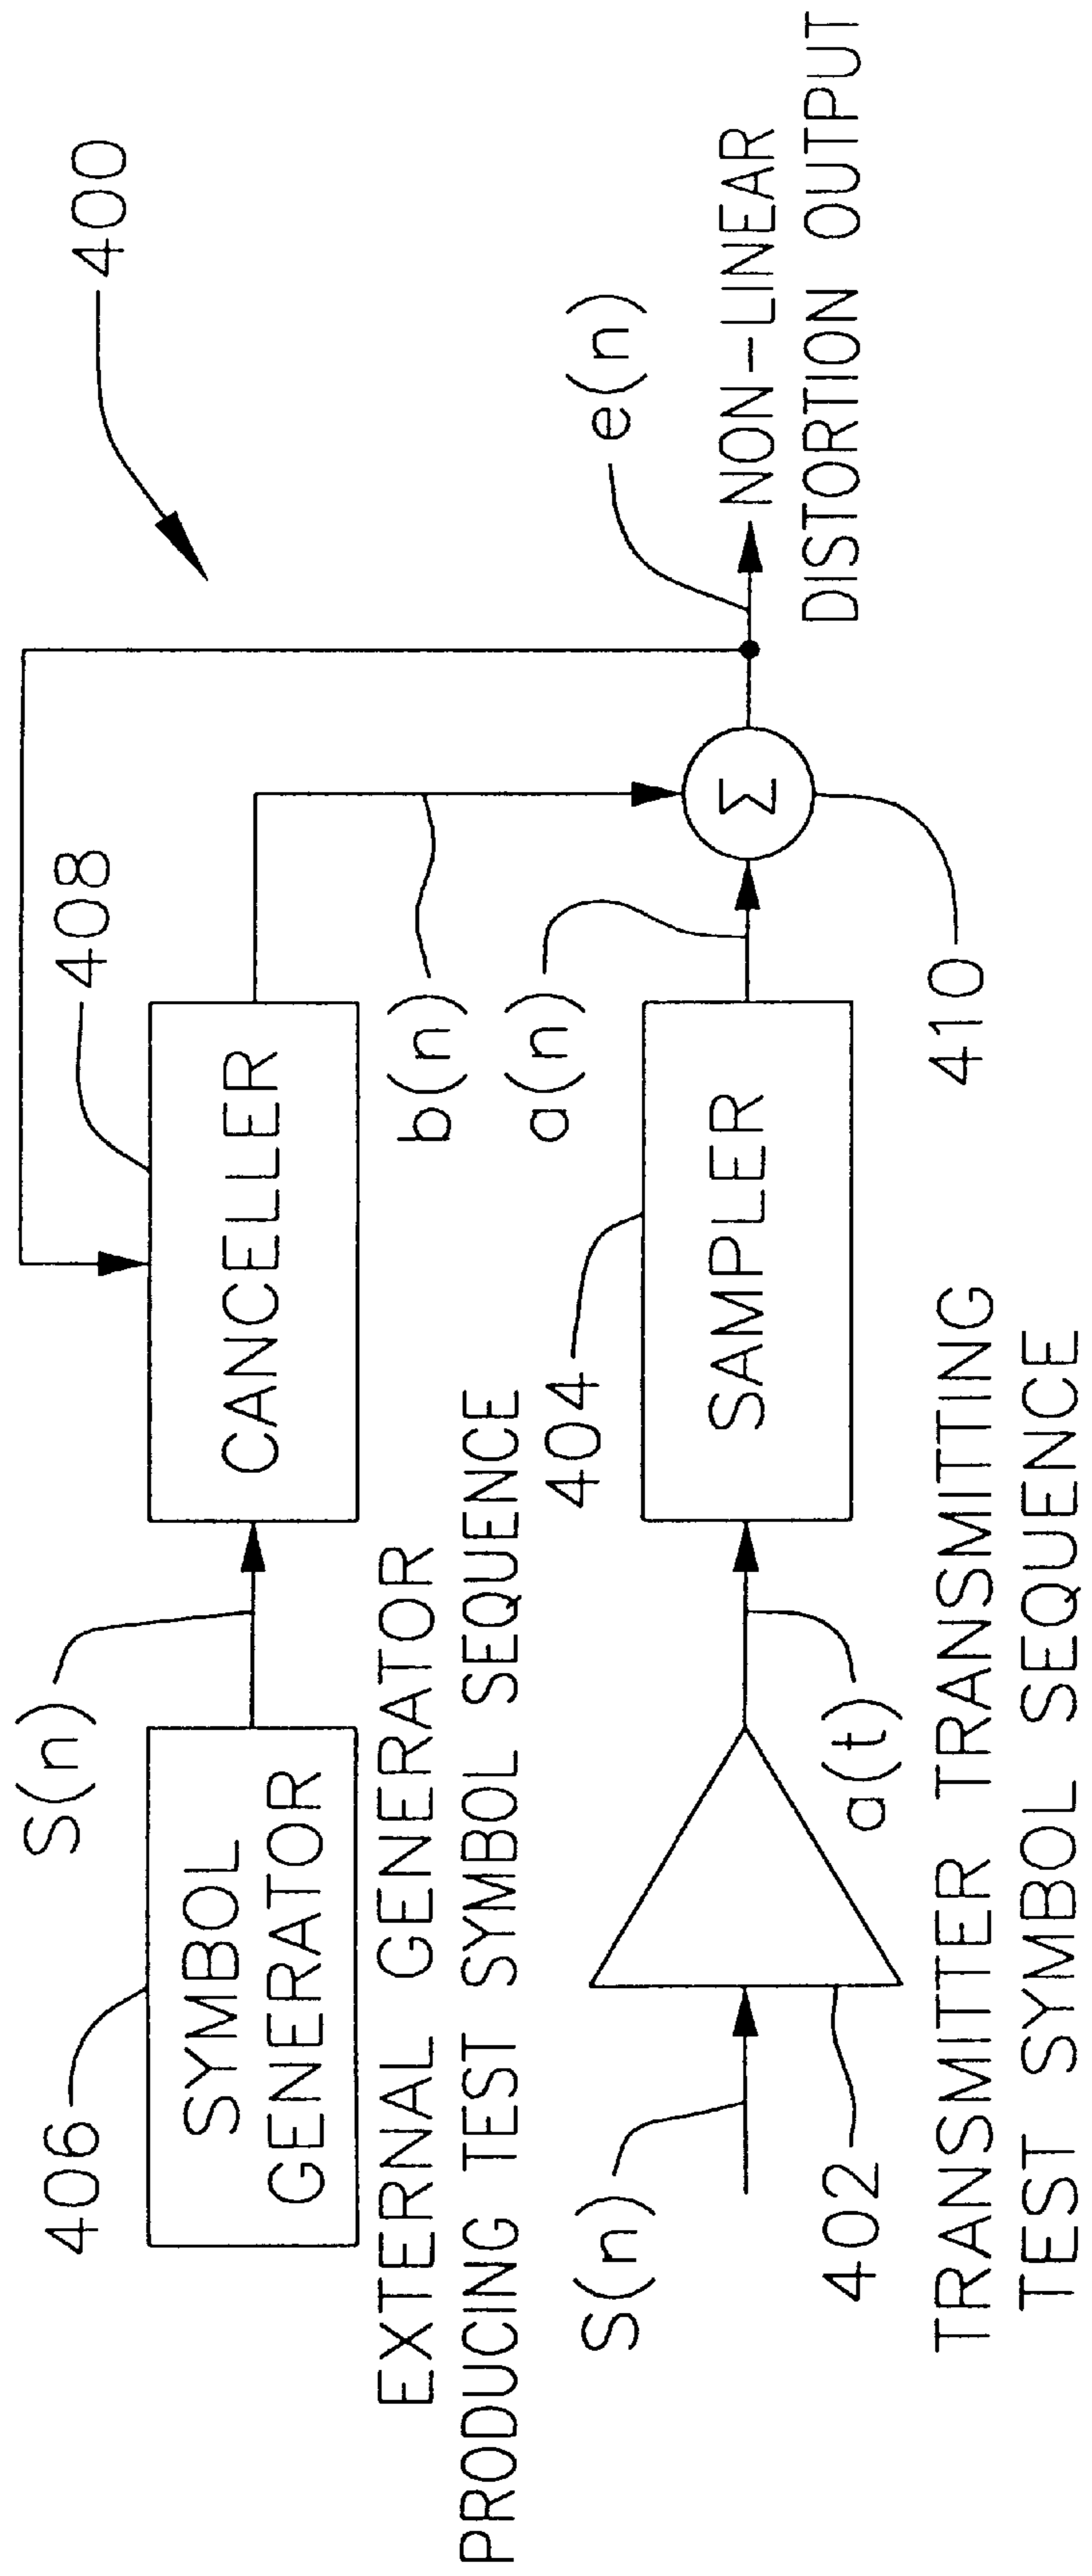 400
406
S(n)
408
SYMBOL
GENERATOR
CANCELLER
EXTERNAL GENERATOR
PRODUCING TEST SYMBOL SEQUENCE
b(n)
e(n)
S(n)
404
a(n)
SAMPLER
Σ
NON-LINEAR
DISTORTION OUTPUT
402
a(t)
410
TRANSMITTER TRANSMITTING
TEST SYMBOL SEQUENCE